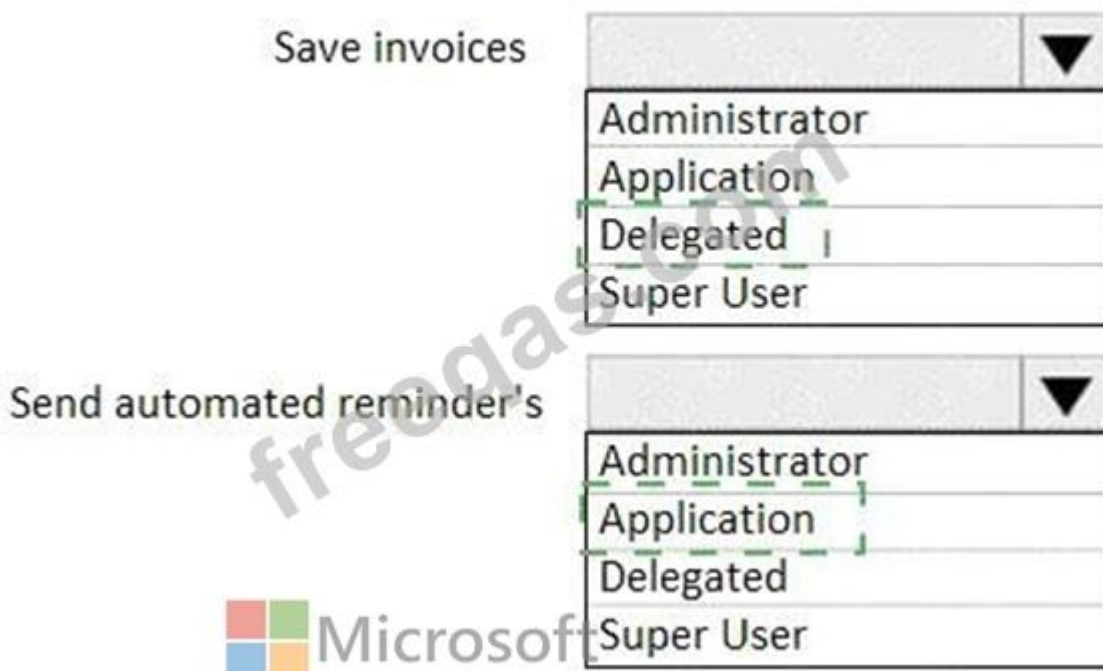 Save invoices
Administrator
Application
Delegated
Super User
Send automated reminder's
Administrator
Application
Delegated
Super User
Microsoft
freeqas.com